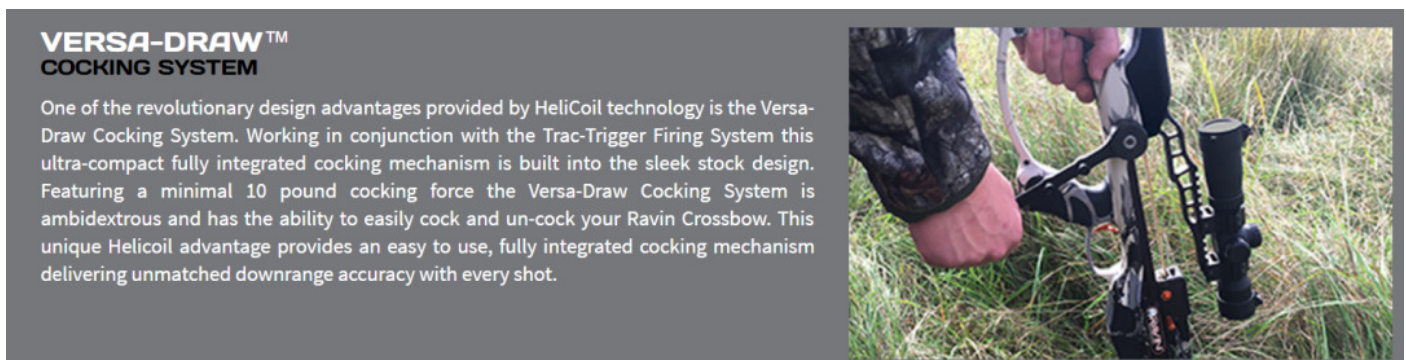 VERSA-DRAW™
COCKING SYSTEM
One of the revolutionary design advantages provided by HeliCoil technology is the Versa-
Draw Cocking System. Working in conjunction with the Trac-Trigger Firing System this
ultra-compact fully integrated cocking mechanism is built into the sleek stock design.
Featuring a minimal 10 pound cocking force the Versa-Draw Cocking System is
ambidextrous and has the ability to easily cock and un-cock your Ravin Crossbow. This
unique Helicoil advantage provides an easy to use, fully integrated cocking mechanism
delivering unmatched downrange accuracy with every shot.
RAVIN